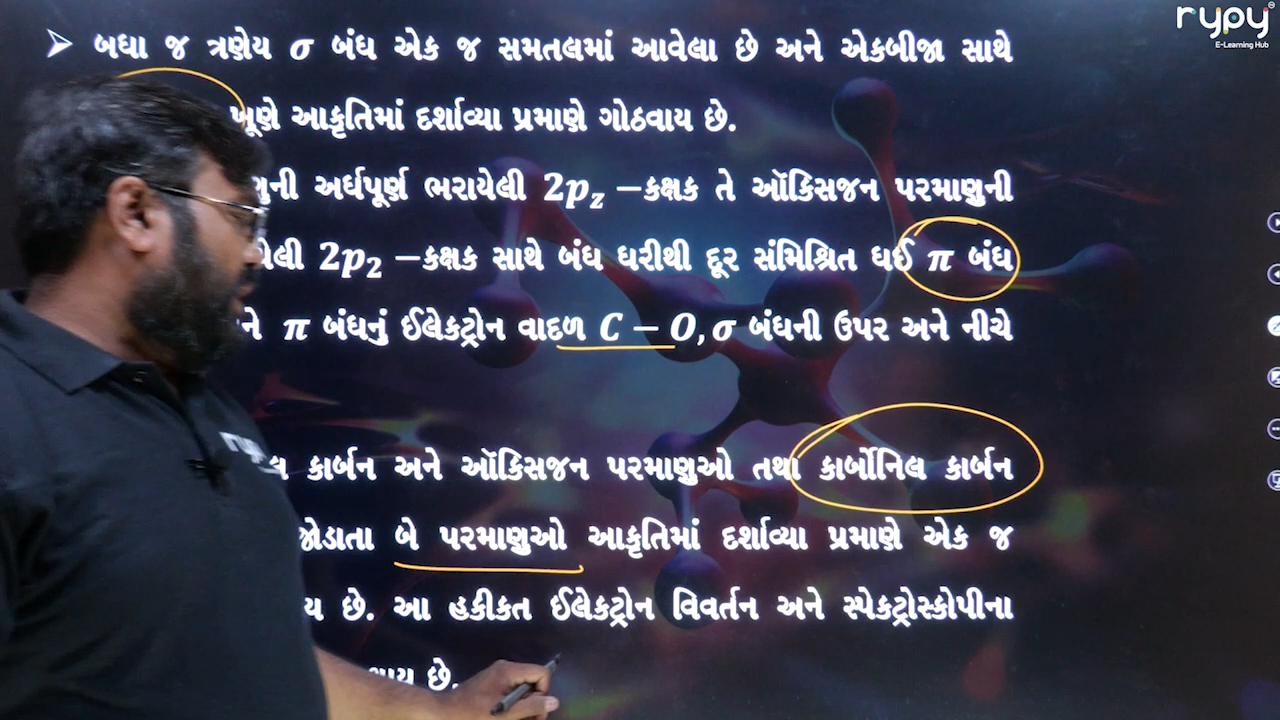 rypy
E-Learning Hub
➤ બધા જ ત્રણેય σ બંધ એક જ સમતલમાં આવેલા છે અને એકબીજા સાથે
ખૂણે આકૃતિમાં દર્શાવ્યા પ્રમાણે ગોઠવાય છે.
અર્ધપૂર્ણ ભરાયેલી 2p_z –કક્ષક તે ઑક્સિજન પરમાણુની
2p_2 –કક્ષક સાથે બંધ ધરીથી દૂર સંમિશ્રિત થઈ π બંધ
π બંધનું ઈલેક્ટ્રોન વાદળ C – O, σ બંધની ઉપર અને નીચે
કાર્બન અને ઑક્સિજન પરમાણુઓ તથા કાર્બોનિલ કાર્બન
જોડાતા બે પરમાણુઓ આકૃતિમાં દર્શાવ્યા પ્રમાણે એક જ
છે. આ હકીકત ઈલેક્ટ્રોન વિવર્તન અને સ્પેક્ટ્રોસ્કોપીના
છે.